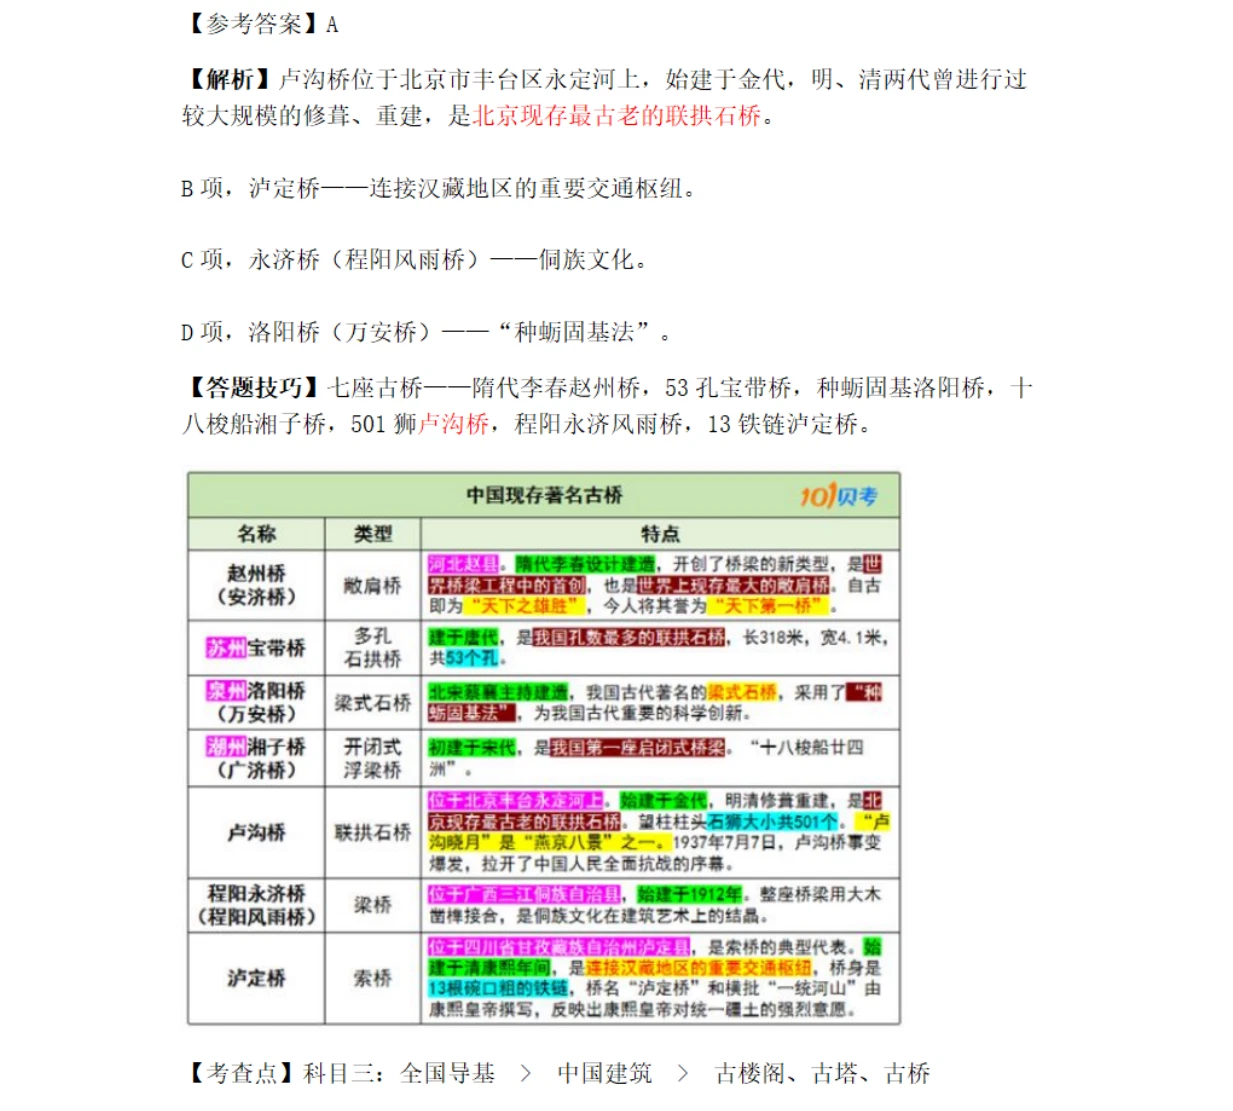 【参考答案】A
【解析】卢沟桥位于北京市丰台区永定河上，始建于金代，明、清两代曾进行过
较大规模的修葺、重建，是北京现存最古老的联拱石桥。
B 项，泸定桥——连接汉藏地区的重要交通枢纽。
C 项，永济桥（程阳风雨桥）——侗族文化。
D 项，洛阳桥（万安桥）——“种蛎固基法”。
【答题技巧】七座古桥——隋代李春赵州桥，53 孔宝带桥，种蛎固基洛阳桥，十
八梭船湘子桥，501 狮卢沟桥，程阳永济风雨桥，13 铁链泸定桥。
中国现存著名古桥
101贝考
名称 类型 特点
赵州桥
（安济桥）
敞肩桥
河北赵县。隋代李春设计建造，开创了桥梁的新类型，是世
界桥梁工程中的首创，也是世界上现存最大的敞肩桥。自古
即为“天下之雄胜”，今人将其誉为“天下第一桥”。
苏州宝带桥
多孔
石拱桥
建于唐代，是我国孔数最多的联拱石桥，长318米，宽4.1米，
共53个孔。
泉州洛阳桥
（万安桥）
梁式石桥
北宋蔡襄主持建造，我国古代著名的梁式石桥，采用了“种
蛎固基法”，为我国古代重要的科学创新。
潮州湘子桥
（广济桥）
开闭式
浮梁桥
初建于宋代，是我国第一座启闭式桥梁。“十八梭船廿四
洲”。
卢沟桥
联拱石桥
位于北京丰台永定河上。始建于金代，明清修葺重建，是北
京现存最古老的联拱石桥。望柱柱头石狮大小共501个。“卢
沟晓月”是“燕京八景”之一。1937年7月7日，卢沟桥事变
爆发，拉开了中国人民全面抗战的序幕。
程阳永济桥
（程阳风雨桥）
梁桥
位于广西三江侗族自治县，始建于1912年。整座桥梁用大木
凿榫接合，是侗族文化在建筑艺术上的结晶。
泸定桥
索桥
位于四川省甘孜藏族自治州泸定县，是索桥的典型代表。始
建于清康熙年间，是连接汉藏地区的重要交通枢纽，桥身是
13根碗口粗的铁链，桥名“泸定桥”和横批“一统河山”由
康熙皇帝撰写，反映出康熙皇帝对统一疆土的强烈意愿。
【考查点】科目三：全国导基 > 中国建筑 > 古楼阁、古塔、古桥